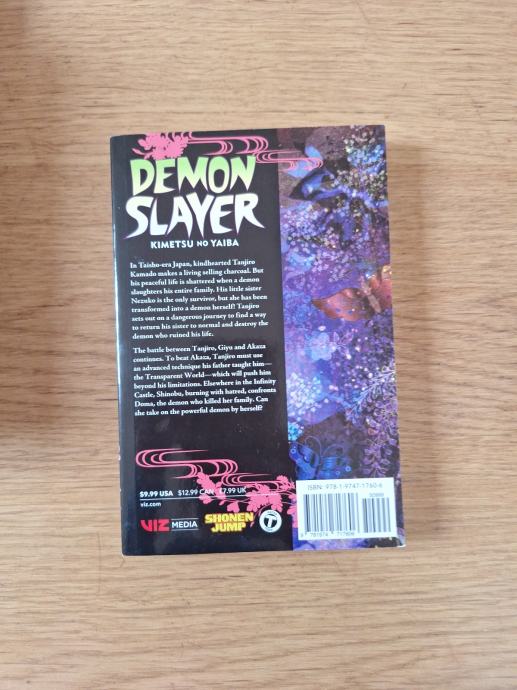 DEMON
SLAYER
KIMETSU NO YAIBA
In Taisho-era Japan, kindhearted Tanjiro
Kamado makes a living selling charcoal. But
his peaceful life is shattered when a demon
slaughters his entire family. His little sister
Nezuko is the only survivor, but she has been
transformed into a demon herself! Tanjiro
sets out on a dangerous journey to find a way
to return his sister to normal and destroy the
demon who ruined his life.
The battle between Tanjiro, Giyu and Akaza
continues. To beat Akaza, Tanjiro must use
an advanced technique his father taught him—
the Transparent World—which will push him
beyond his limitations. Elsewhere in the Infinity
Castle, Shinobu, burning with hatred, confronts
Doma, the demon who killed her family. Can
she take on the powerful demon by herself?
$9.99 USA $12.99 CAN £7.99 UK
viz.com
VIZ MEDIA
SHONEN
JUMP
T
ISBN: 978-1-9747-1760-6